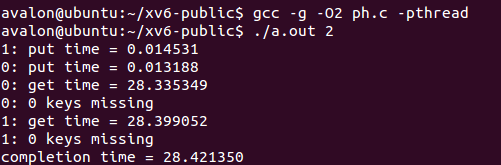 avalon@ubuntu:~/xv6-public$ gcc -g -O2 ph.c -pthread
avalon@ubuntu:~/xv6-public$ ./a.out 2
1: put time = 0.014531
0: put time = 0.013188
0: get time = 28.335349
0: 0 keys missing
1: get time = 28.399052
1: 0 keys missing
completion time = 28.421350